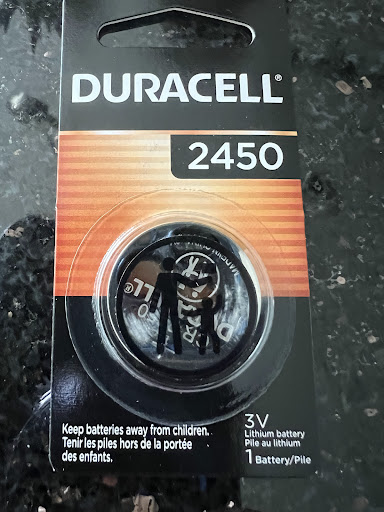 DURACELL®
2450
Keep batteries away from children.
Tenir les piles hors de la portée
des enfants.
3V
Lithium battery
Pile au lithium
1 Battery/Pile